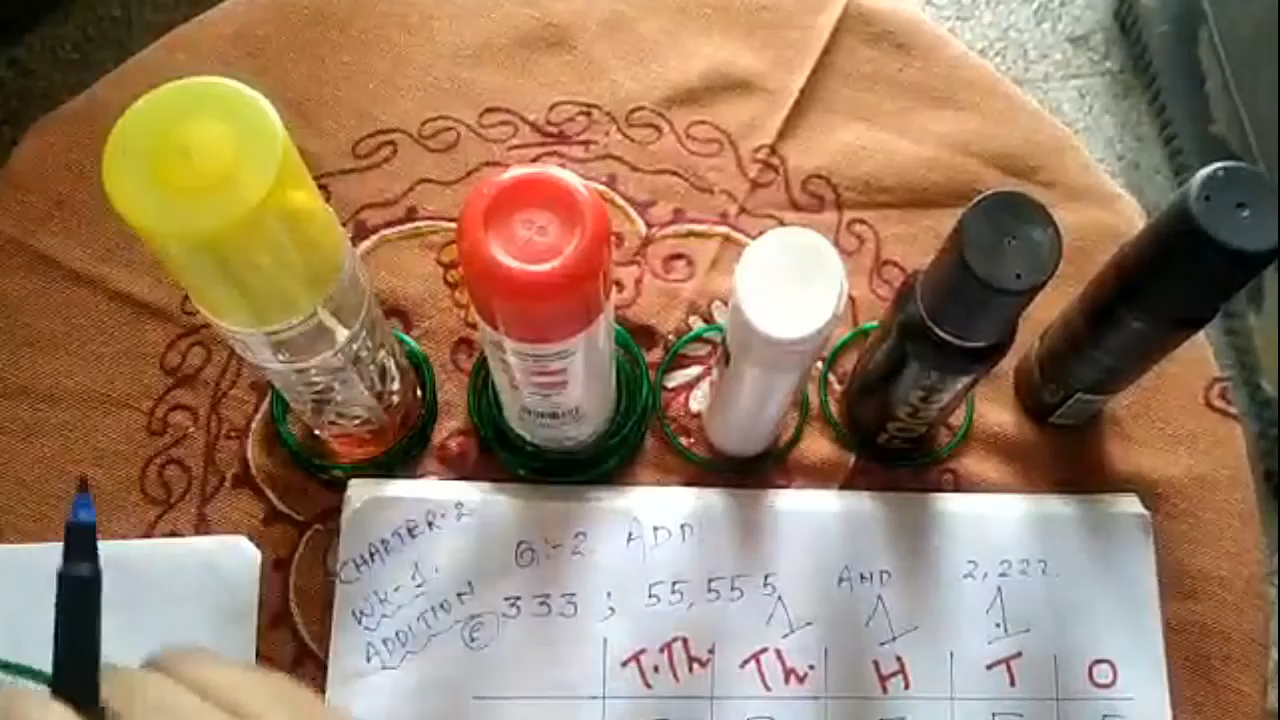 CHAPTER-2
WK-1.
ADDITION
Q:-2 ADD
333 ; 55,555 AND 2,222.
1 1 1
T.Th. Th. H T O